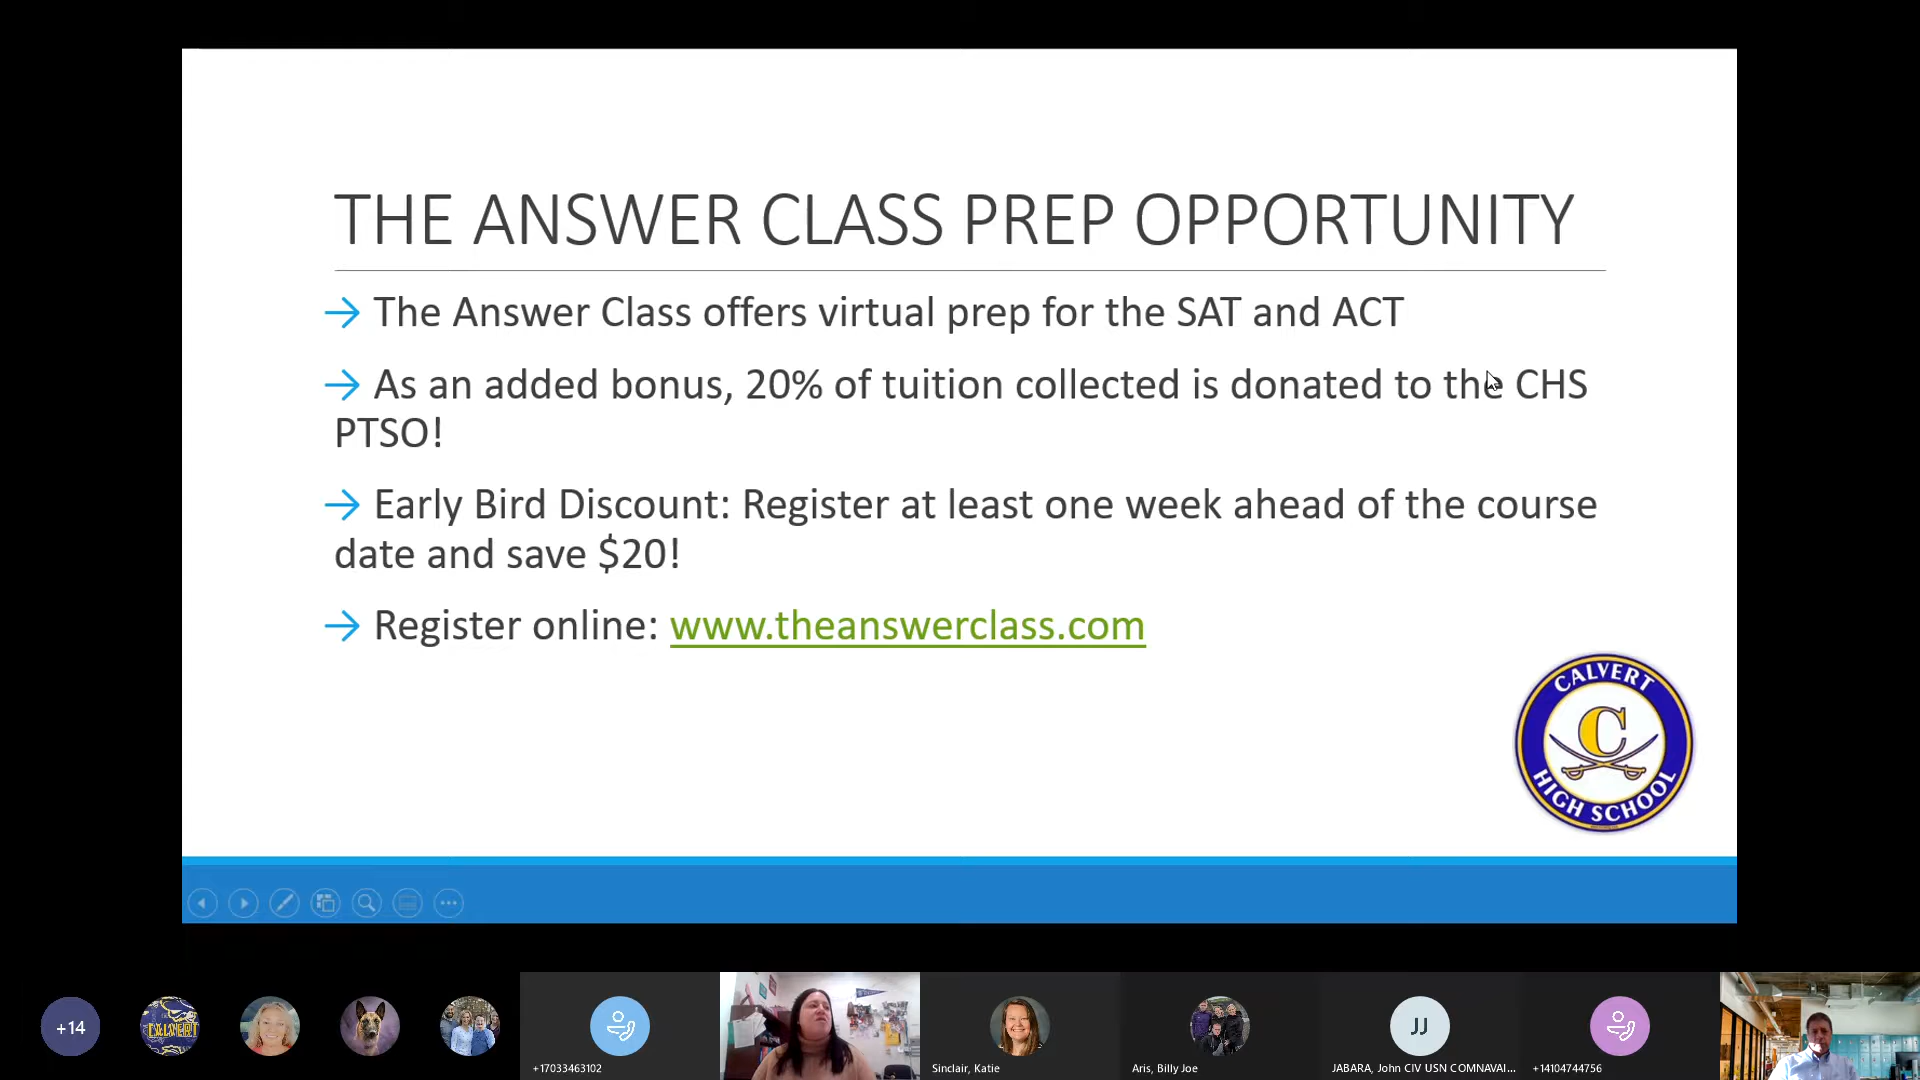 THE ANSWER CLASS PREP OPPORTUNITY
→ The Answer Class offers virtual prep for the SAT and ACT
→ As an added bonus, 20% of tuition collected is donated to the CHS
PTSO!
→ Early Bird Discount: Register at least one week ahead of the course
date and save $20!
→ Register online: www.theanswerclass.com
CALVERT
C
HIGH SCHOOL
+14
CALVERT
+17033463102
Sinclair, Katie
Aris, Billy Joe
JJ
JABARA, John CIV USN COMNAVAI...
+14104744756